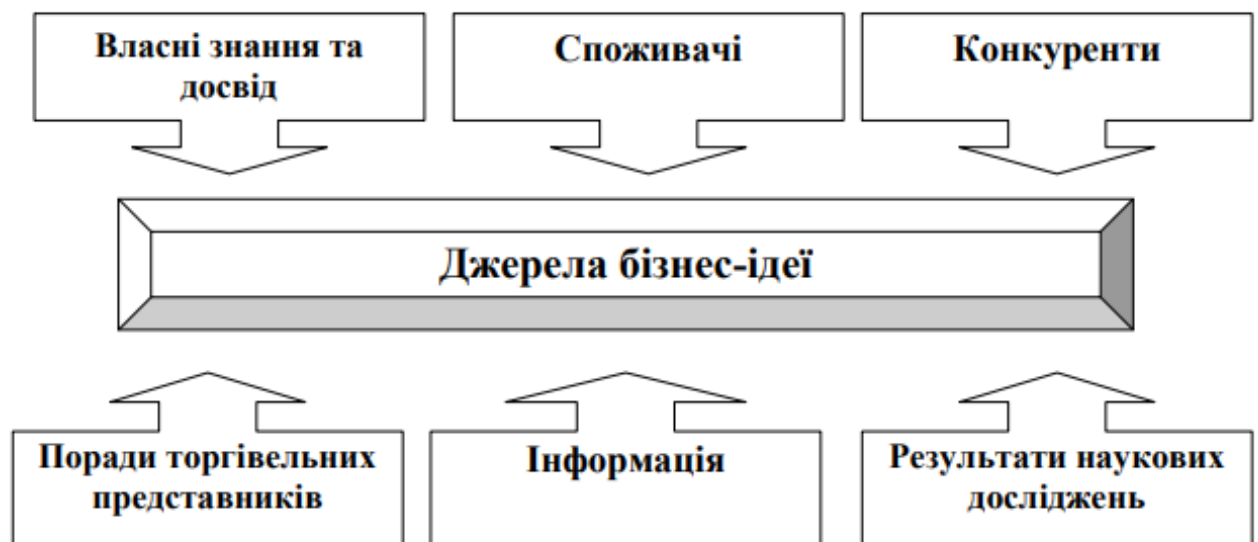 Власні знання та
досвід
Споживачі
Конкуренти
Джерела бізнес-ідеї
Поради торгівельних
представників
Інформація
Результати наукових
досліджень